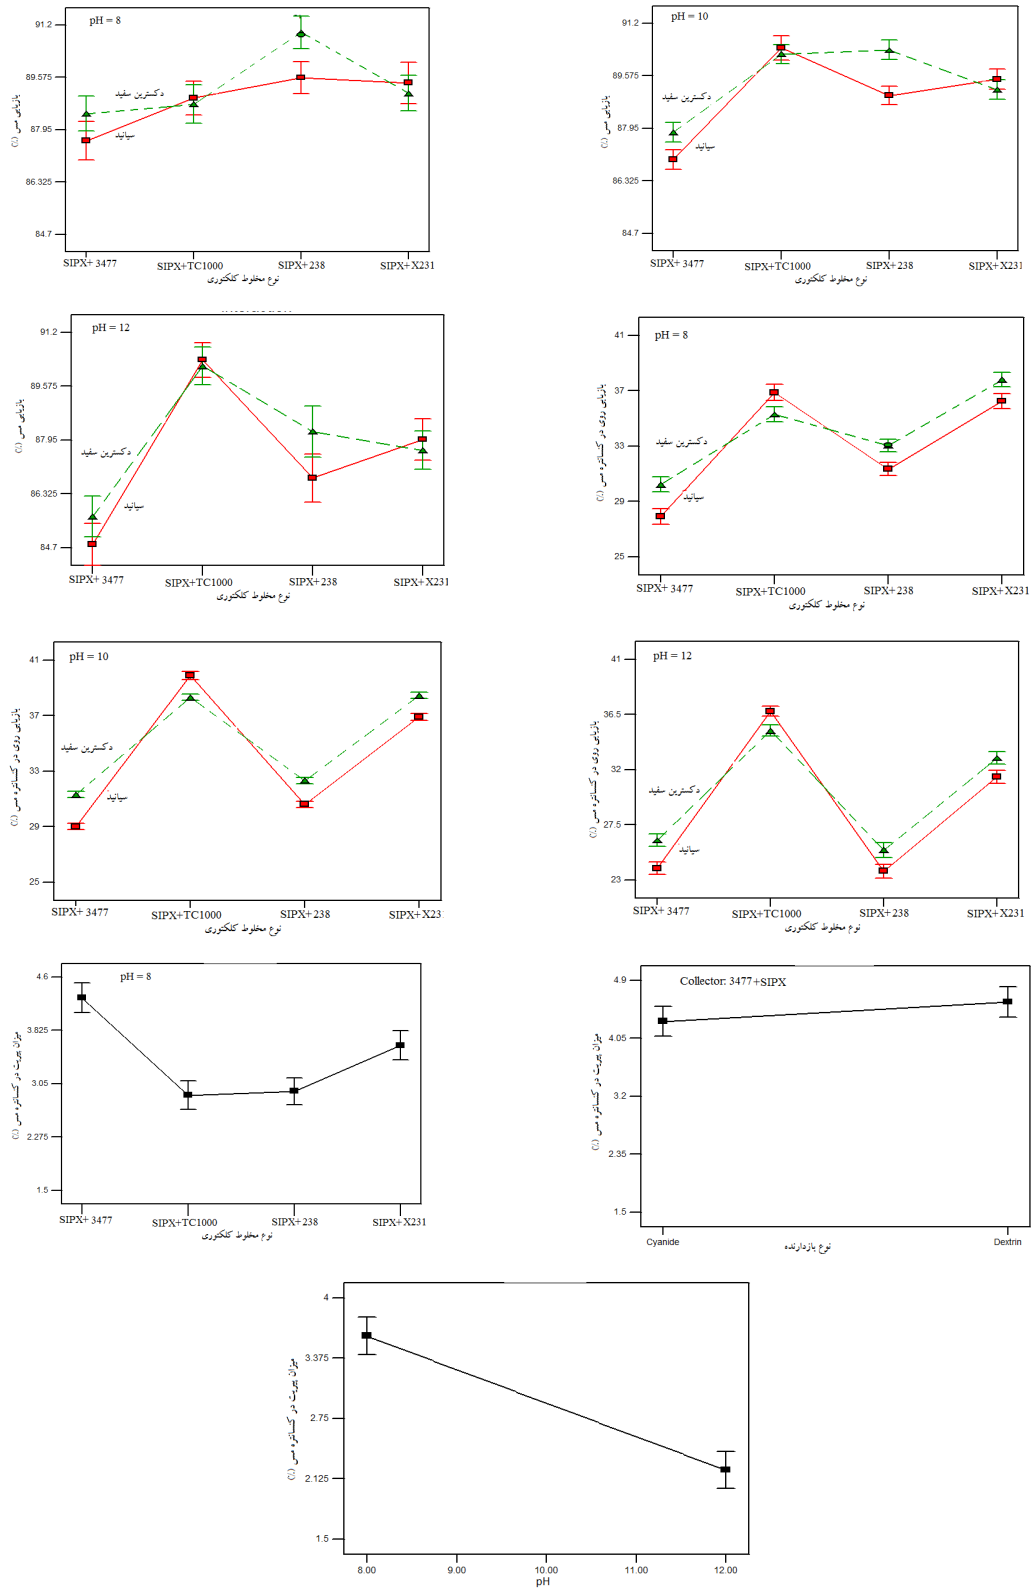 pH = 8
91.2
89.575
87.95
86.325
84.7
بازیابی مس (%)
دکسترین سفید
سیانید
SIPX+ 3477
SIPX+TC1000
SIPX+238
SIPX+X231
نوع مخلوط کلکتوری
pH = 10
91.2
89.575
87.95
86.325
84.7
بازیابی مس (%)
دکسترین سفید
سیانید
SIPX+ 3477
SIPX+TC1000
SIPX+238
SIPX+X231
نوع مخلوط کلکتوری
pH = 12
91.2
89.575
87.95
86.325
84.7
بازیابی مس (%)
دکسترین سفید
سیانید
SIPX+ 3477
SIPX+TC1000
SIPX+238
SIPX+X231
نوع مخلوط کلکتوری
pH = 8
41
37
33
29
25
بازیابی روی در کنسانتره مس (%)
دکسترین سفید
سیانید
SIPX+ 3477
SIPX+TC1000
SIPX+238
SIPX+X231
نوع مخلوط کلکتوری
pH = 10
41
37
33
29
25
بازیابی روی در کنسانتره مس (%)
دکسترین سفید
سیانید
SIPX+ 3477
SIPX+TC1000
SIPX+238
SIPX+X231
نوع مخلوط کلکتوری
pH = 12
41
36.5
32
27.5
23
بازیابی روی در کنسانتره مس (%)
دکسترین سفید
سیانید
SIPX+ 3477
SIPX+TC1000
SIPX+238
SIPX+X231
نوع مخلوط کلکتوری
pH = 8
4.6
3.825
3.05
2.275
1.5
میزان پیریت در کنسانتره مس (%)
SIPX+ 3477
SIPX+TC1000
SIPX+238
SIPX+X231
نوع مخلوط کلکتوری
Collector: 3477+SIPX
4.9
4.05
3.2
2.35
1.5
میزان پیریت در کنسانتره مس (%)
Cyanide
Dextrin
نوع بازدارنده
4
3.375
2.75
2.125
1.5
میزان پیریت در کنسانتره مس (%)
8.00
9.00
10.00
11.00
12.00
pH